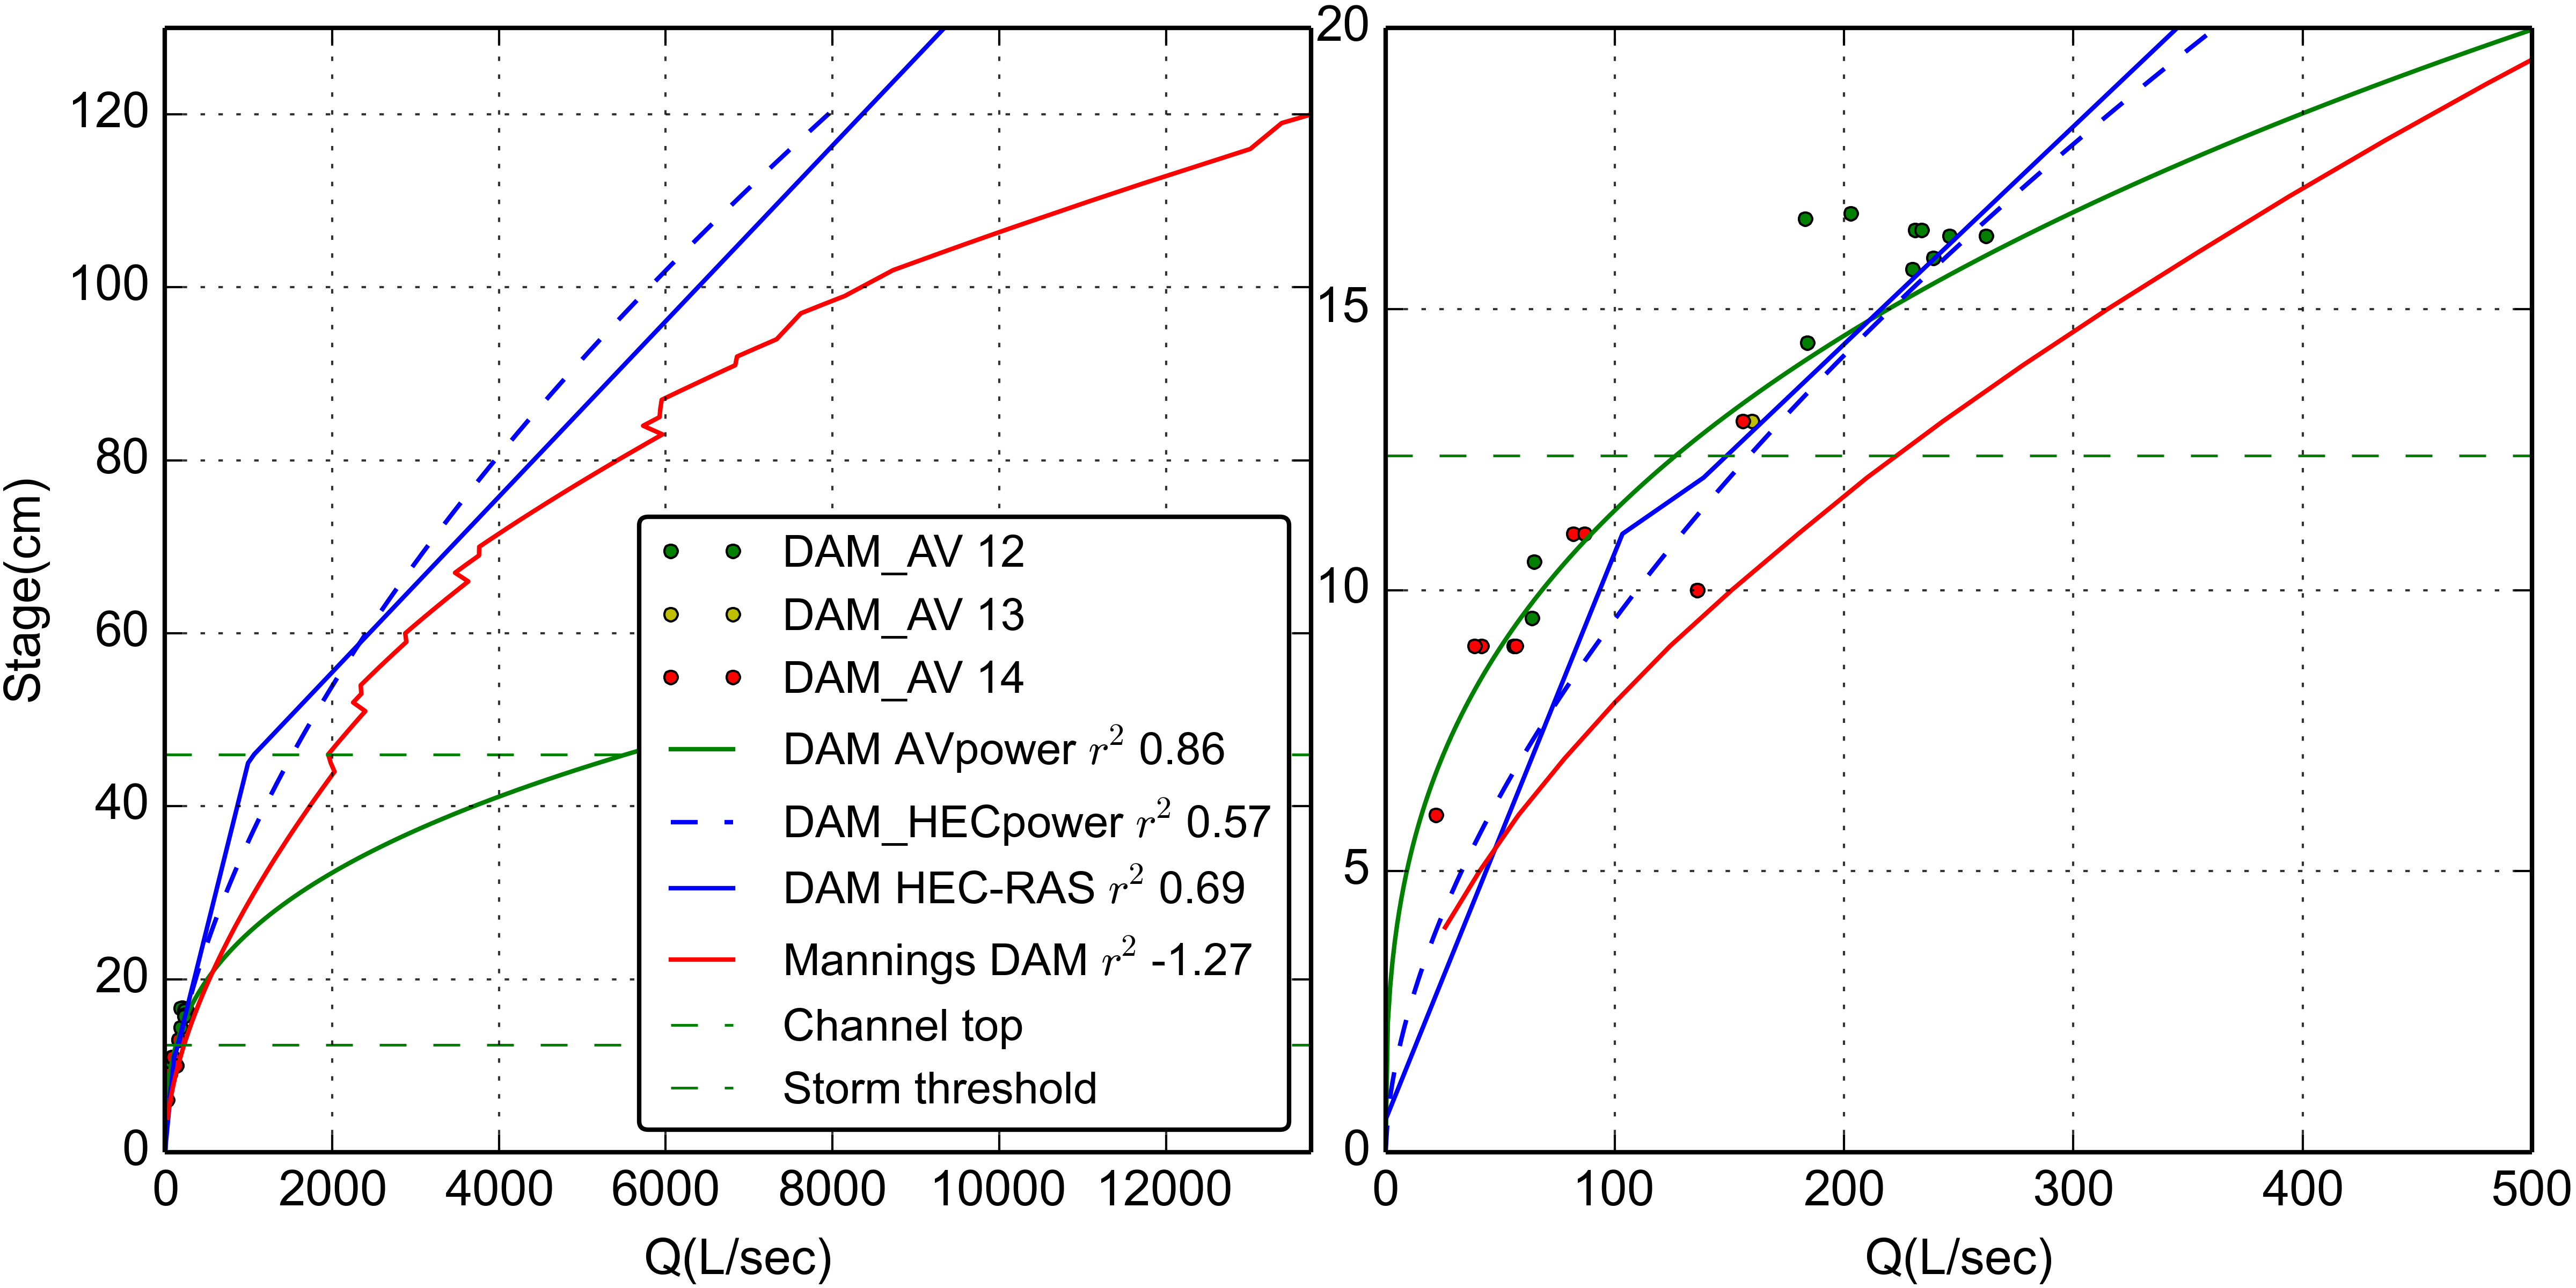 Stage(cm)
120
100
80
60
40
20
0
0 2000 4000 6000 8000 10000 12000
Q(L/sec)
DAM_AV 12
DAM_AV 13
DAM_AV 14
DAM AVpower r² 0.86
DAM_HECpower r² 0.57
DAM HEC-RAS r² 0.69
Mannings DAM r² -1.27
Channel top
Storm threshold
20
15
10
5
0
0 100 200 300 400 500
Q(L/sec)